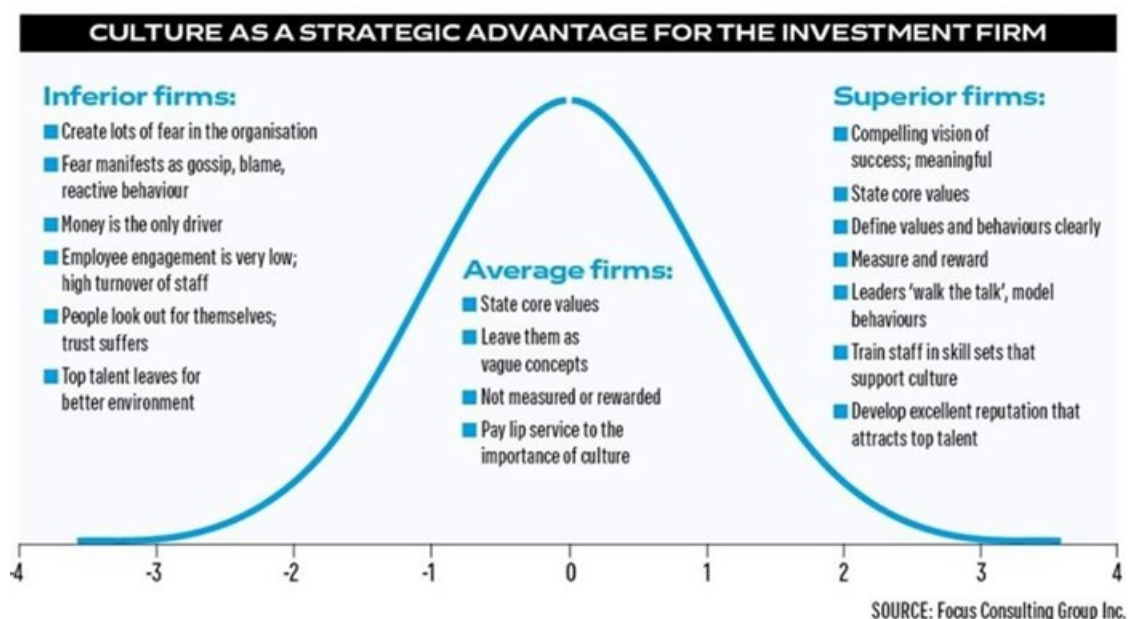 CULTURE AS A STRATEGIC ADVANTAGE FOR THE INVESTMENT FIRM
Inferior firms:
Create lots of fear in the organisation
Fear manifests as gossip, blame,
reactive behaviour
Money is the only driver
Employee engagement is very low;
high turnover of staff
People look out for themselves;
trust suffers
Top talent leaves for
better environment
Average firms:
State core values
Leave them as
vague concepts
Not measured or rewarded
Pay lip service to the
importance of culture
Superior firms:
Compelling vision of
success; meaningful
State core values
Define values and behaviours clearly
Measure and reward
Leaders ‘walk the talk’, model
behaviours
Train staff in skill sets that
support culture
Develop excellent reputation that
attracts top talent
-4 -3 -2 -1 0 1 2 3 4
SOURCE: Focus Consulting Group Inc.